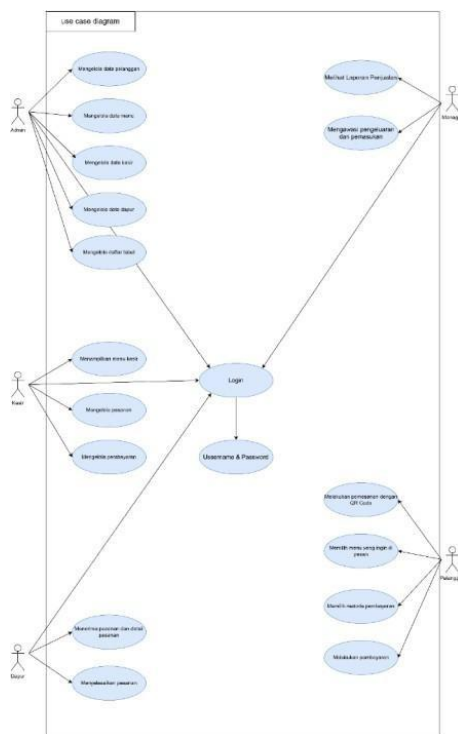 use case diagram
Mengelola data pelanggan
Mengelola data menu
Mengelola data kasir
Mengelola data dapur
Mengelola daftar tabel
Admin
Melihat Laporan Penjualan
Mengawasi pengeluaran
dan pemasukan
Manag
Menampilkan menu kasir
Mengelola pesanan
Mengelola pembayaran
Kasir
Login
Usesername & Password
Melakukan pemesanan dengan
QR Code
Memilih menu yang ingin di
pesan
Memilih metode pembayaran
Melakukan pembayaran
Pelangg
Menerima pesanan dan detail
pesanan
Menyelesaikan pesanan
Dapur